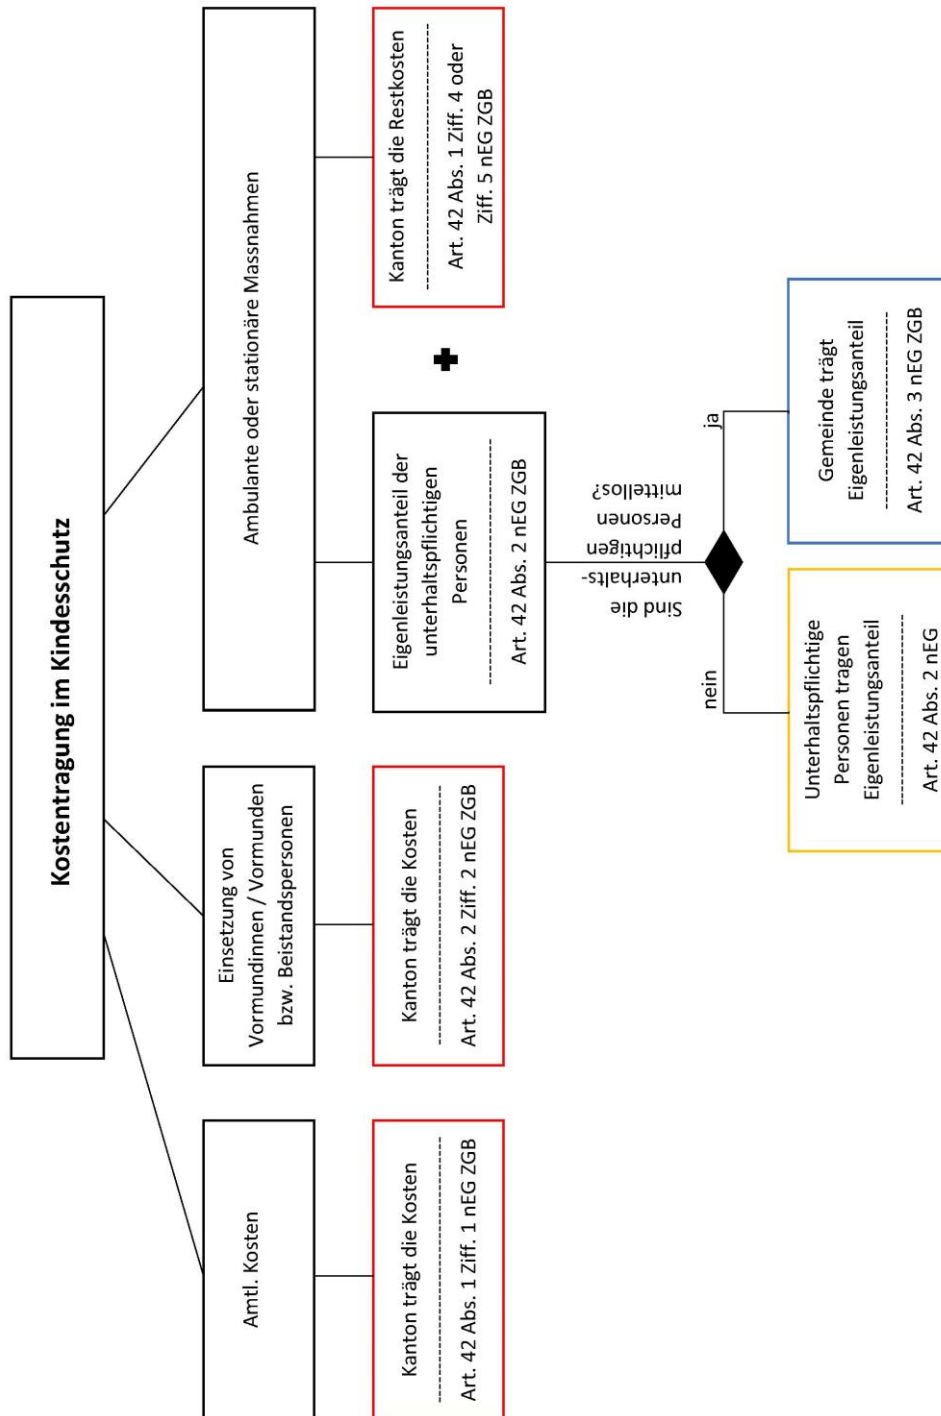 Kostentragung im Kindesschutz
Amtl. Kosten
Kanton trägt die Kosten
Art. 42 Abs. 1 Ziff. 1 nEG ZGB
Einsetzung von
Vormundinnen / Vormunden
bzw. Beistandspersonen
Kanton trägt die Kosten
Art. 42 Abs. 2 Ziff. 2 nEG ZGB
Ambulante oder stationäre Massnahmen
Eigenleistungsanteil der
unterhaltspflichtigen
Personen
Art. 42 Abs. 2 nEG ZGB
Kanton trägt die Restkosten
Art. 42 Abs. 1 Ziff. 4 oder
Ziff. 5 nEG ZGB
Sind die
unterhalts-
pflichtigen
Personen
mittellos?
nein
ja
Unterhaltspflichtige
Personen tragen
Eigenleistungsanteil
Art. 42 Abs. 2 nEG
Gemeinde trägt
Eigenleistungsanteil
Art. 42 Abs. 3 nEG ZGB